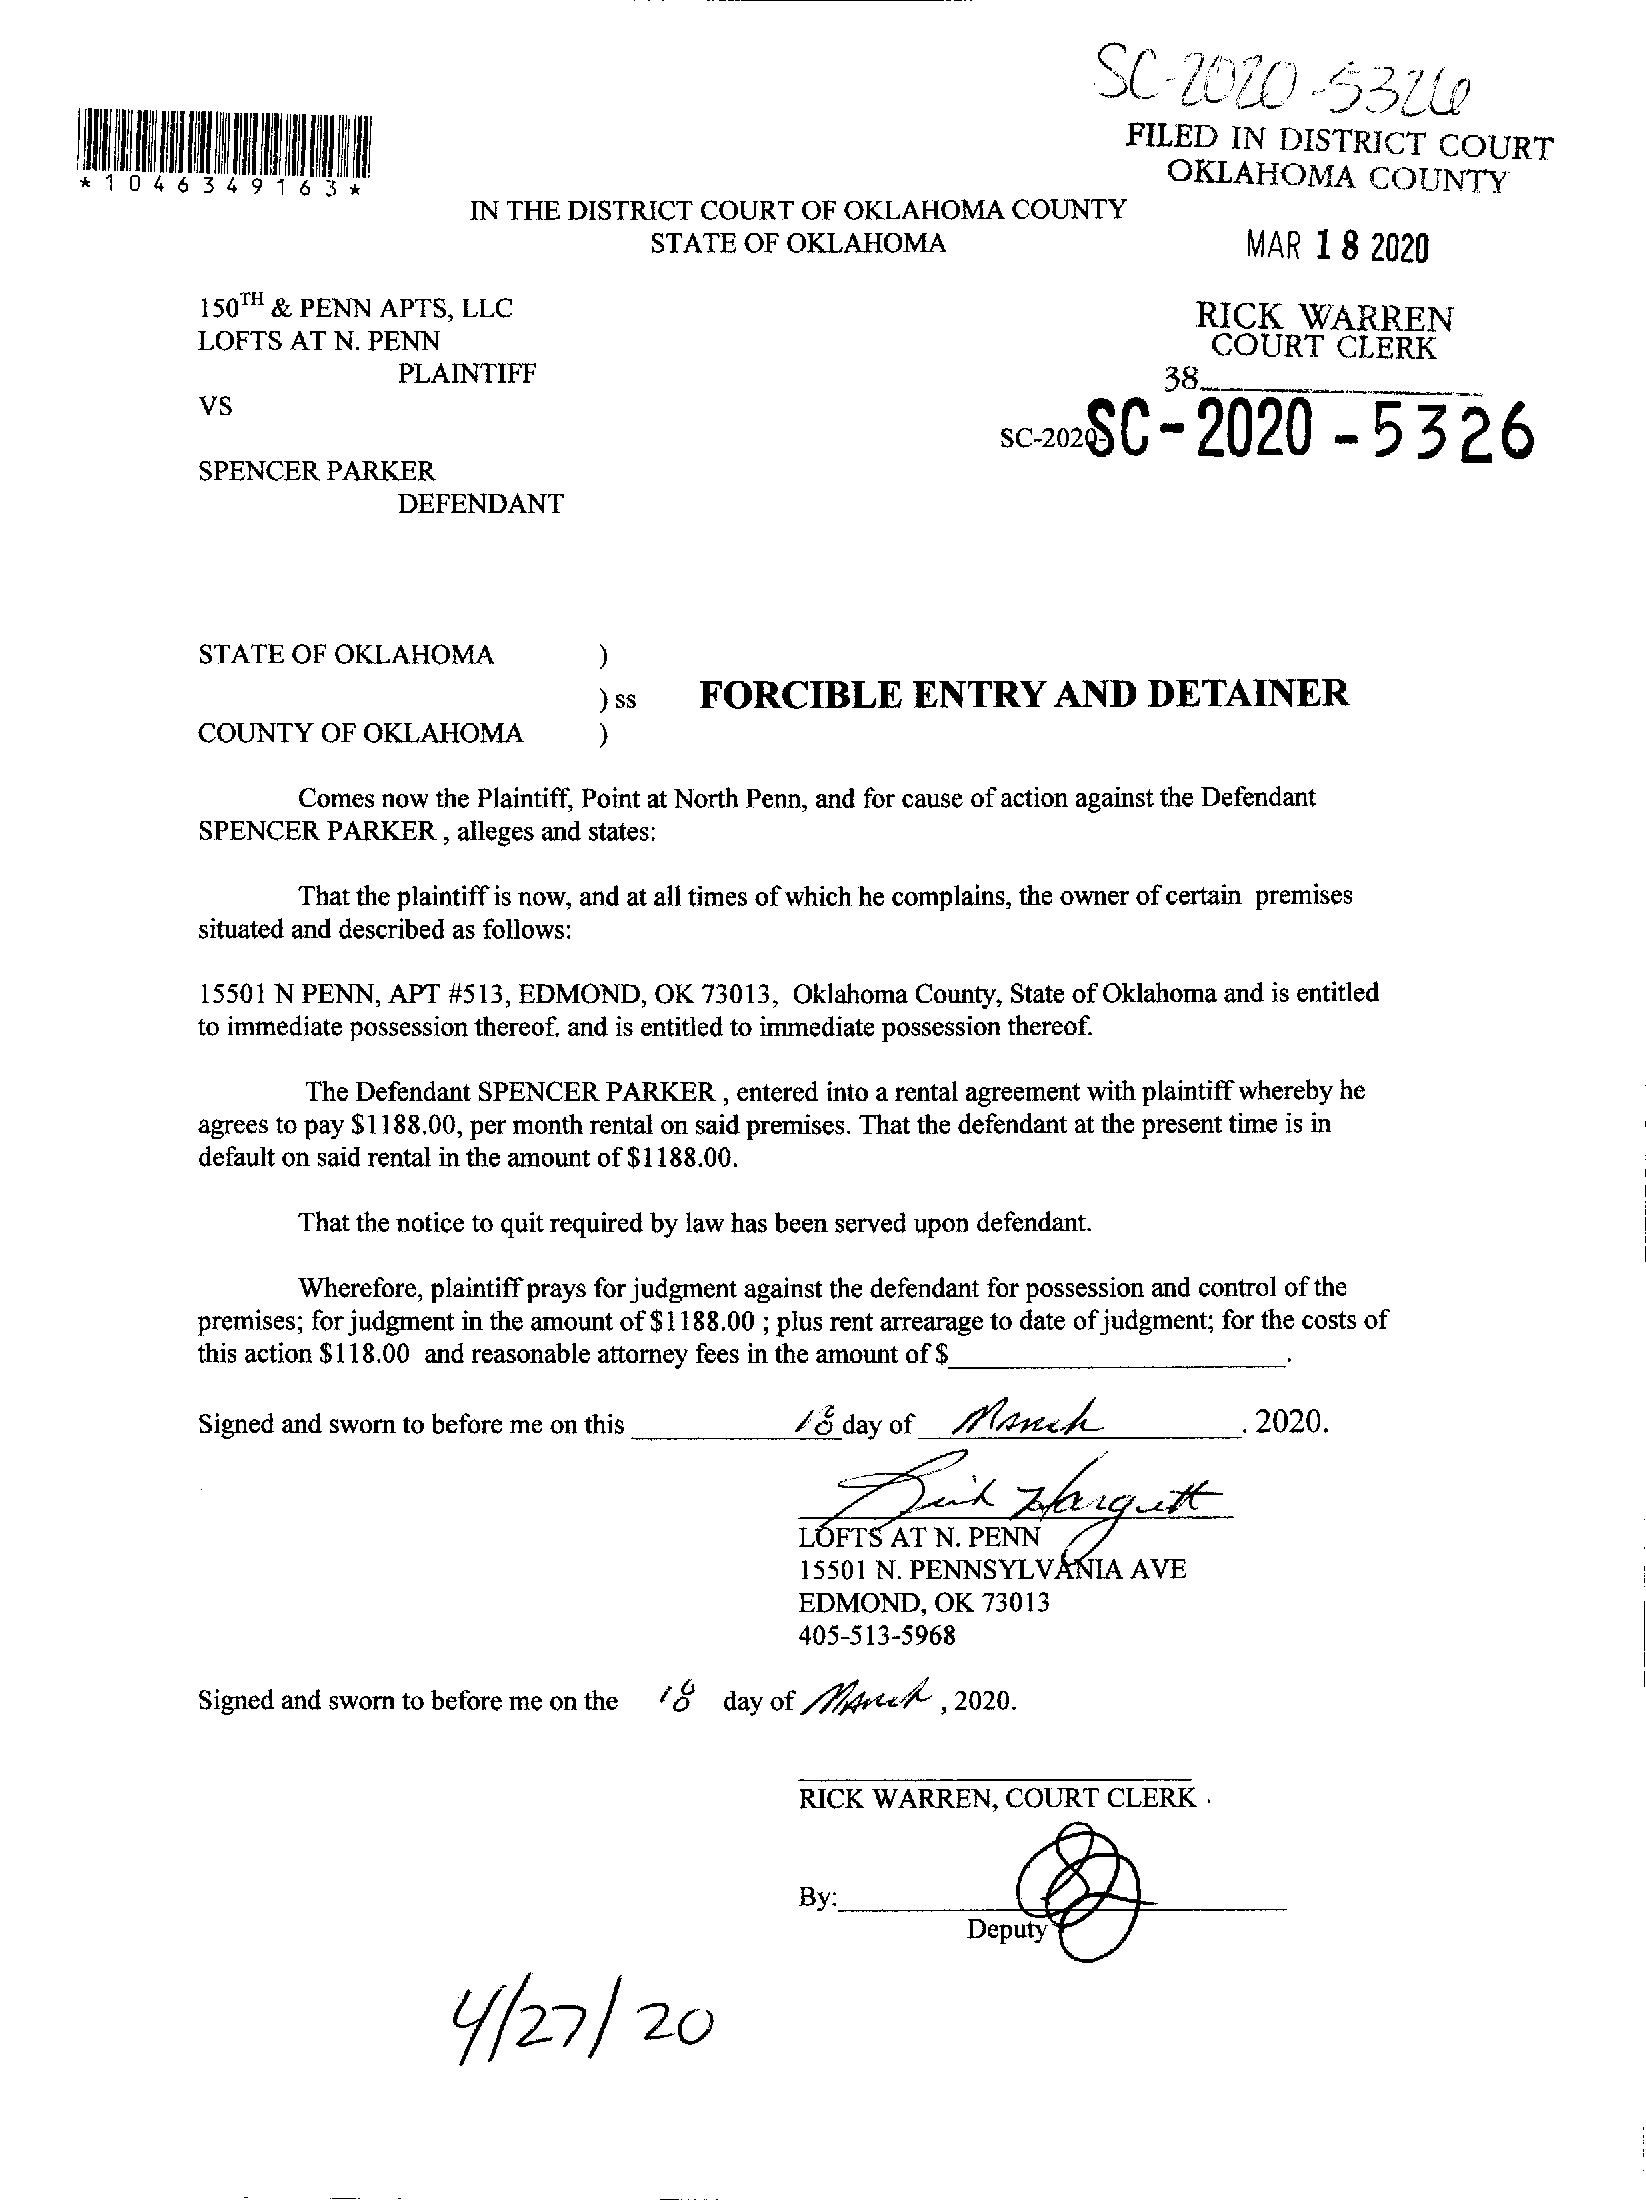 SC-2020-5326
FILED IN DISTRICT COURT
OKLAHOMA COUNTY
*1046349163*
IN THE DISTRICT COURT OF OKLAHOMA COUNTY
STATE OF OKLAHOMA
MAR 18 2020
150TH & PENN APTS, LLC
LOFTS AT N. PENN
PLAINTIFF
RICK WARREN
COURT CLERK
38
VS
SC-2020-SC-2020-5326
SPENCER PARKER
DEFENDANT
STATE OF OKLAHOMA )
) ss FORCIBLE ENTRY AND DETAINER
COUNTY OF OKLAHOMA )
Comes now the Plaintiff, Point at North Penn, and for cause of action against the Defendant
SPENCER PARKER , alleges and states:
That the plaintiff is now, and at all times of which he complains, the owner of certain premises
situated and described as follows:
15501 N PENN, APT #513, EDMOND, OK 73013, Oklahoma County, State of Oklahoma and is entitled
to immediate possession thereof. and is entitled to immediate possession thereof.
The Defendant SPENCER PARKER , entered into a rental agreement with plaintiff whereby he
agrees to pay $1188.00, per month rental on said premises. That the defendant at the present time is in
default on said rental in the amount of $1188.00.
That the notice to quit required by law has been served upon defendant.
Wherefore, plaintiff prays for judgment against the defendant for possession and control of the
premises; for judgment in the amount of $1188.00 ; plus rent arrearage to date of judgment; for the costs of
this action $118.00 and reasonable attorney fees in the amount of $____.
Signed and sworn to before me on this 18 day of March . 2020.
Hargett
LOFTS AT N. PENN
15501 N. PENNSYLVANIA AVE
EDMOND, OK 73013
405-513-5968
Signed and sworn to before me on the 18 day of March , 2020.
RICK WARREN, COURT CLERK
By:
Deputy
4/27/20